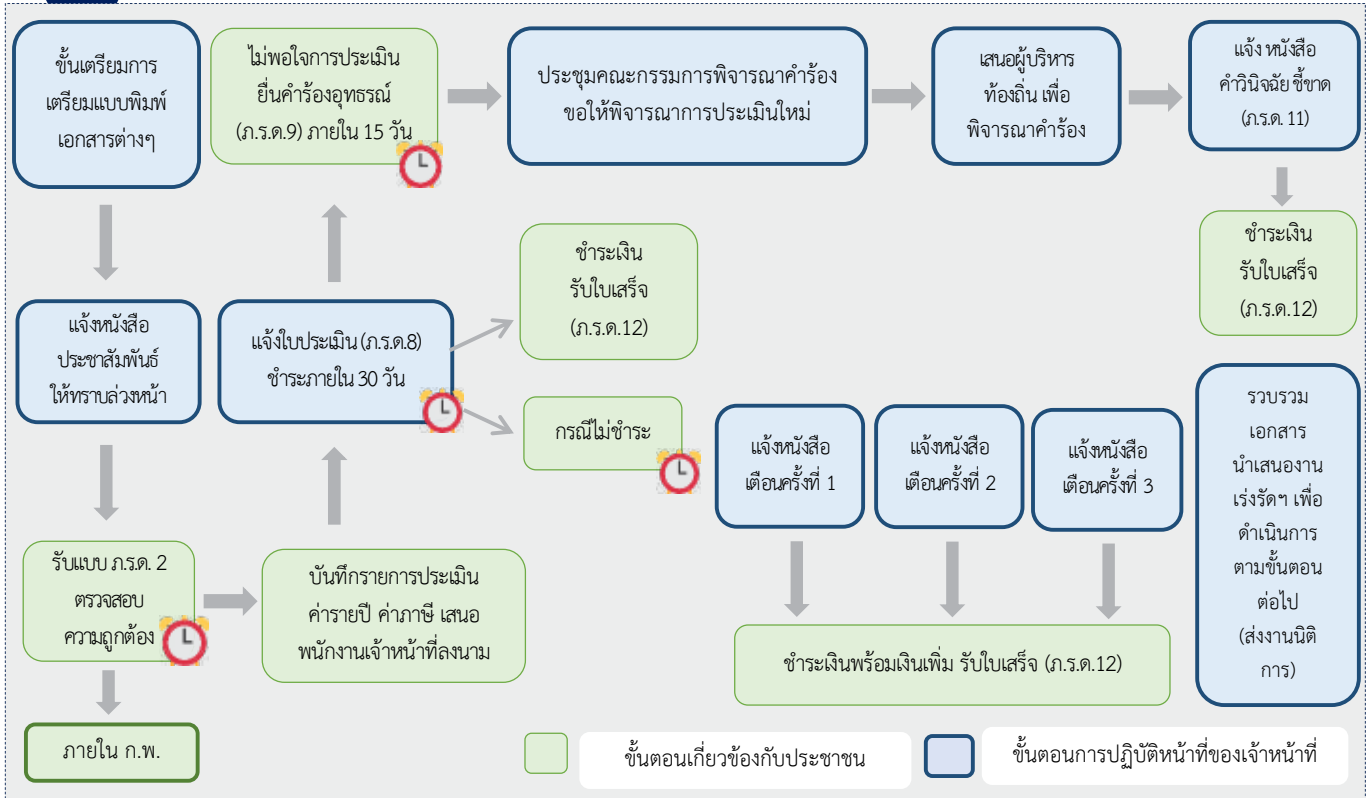 ขั้นเตรียมการ
เตรียมแบบพิมพ์
เอกสารต่างๆ
ไม่พอใจการประเมิน
ยื่นคำร้องอุทธรณ์
(ภ.ร.ด.9) ภายใน 15 วัน
ประชุมคณะกรรมการพิจารณาคำร้อง
ขอให้พิจารณาการประเมินใหม่
เสนอผู้บริหาร
ท้องถิ่น เพื่อ
พิจารณาคำร้อง
แจ้ง หนังสือ
คำวินิจฉัย ชี้ขาด
(ภ.ร.ด. 11)
ชำระเงิน
รับใบเสร็จ
(ภ.ร.ด.12)
ชำระเงิน
รับใบเสร็จ
(ภ.ร.ด.12)
แจ้งหนังสือ
ประชาสัมพันธ์
ให้ทราบล่วงหน้า
แจ้งใบประเมิน (ภ.ร.ด.8)
ชำระภายใน 30 วัน
กรณีไม่ชำระ
แจ้งหนังสือ
เตือนครั้งที่ 1
แจ้งหนังสือ
เตือนครั้งที่ 2
แจ้งหนังสือ
เตือนครั้งที่ 3
รวบรวม
เอกสาร
นำเสนองาน
เร่งรัดฯ เพื่อ
ดำเนินการ
ตามขั้นตอน
ต่อไป
(ส่งงานนิติ
การ)
รับแบบ ภ.ร.ด. 2
ตรวจสอบ
ความถูกต้อง
บันทึกรายการประเมิน
ค่ารายปี ค่าภาษี เสนอ
พนักงานเจ้าหน้าที่ลงนาม
ชำระเงินพร้อมเงินเพิ่ม รับใบเสร็จ (ภ.ร.ด.12)
ภายใน ก.พ.
ขั้นตอนเกี่ยวข้องกับประชาชน
ขั้นตอนการปฏิบัติหน้าที่ของเจ้าหน้าที่